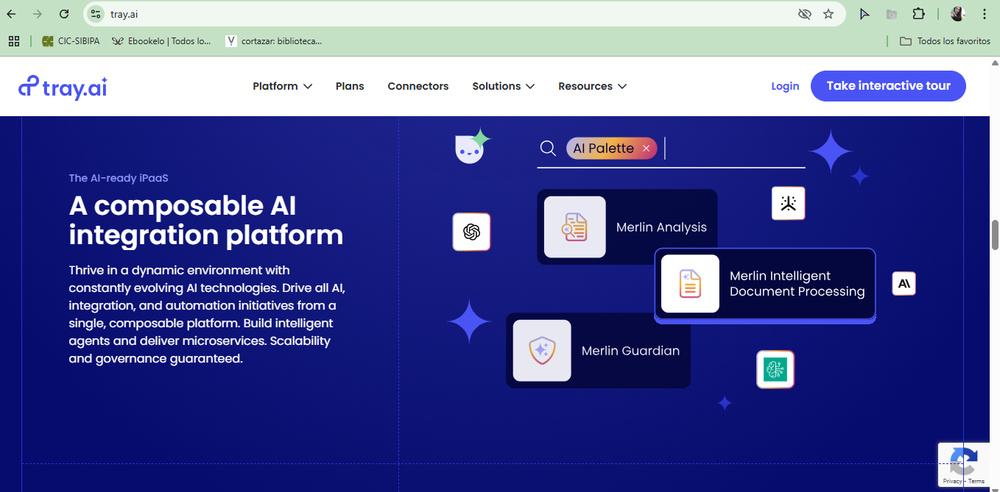 tray.ai
CIC-SIBIPA
Ebookelo | Todos lo...
cortazar: biblioteca...
Todos los favoritos
tray.ai
Platform
Plans
Connectors
Solutions
Resources
Login
Take interactive tour
The AI-ready iPaaS
A composable AI
integration platform
Thrive in a dynamic environment with
constantly evolving AI technologies. Drive all AI,
integration, and automation initiatives from a
single, composable platform. Build intelligent
agents and deliver microservices. Scalability
and governance guaranteed.
AI Palette
Merlin Analysis
Merlin Intelligent
Document Processing
Merlin Guardian
Privacy - Terms